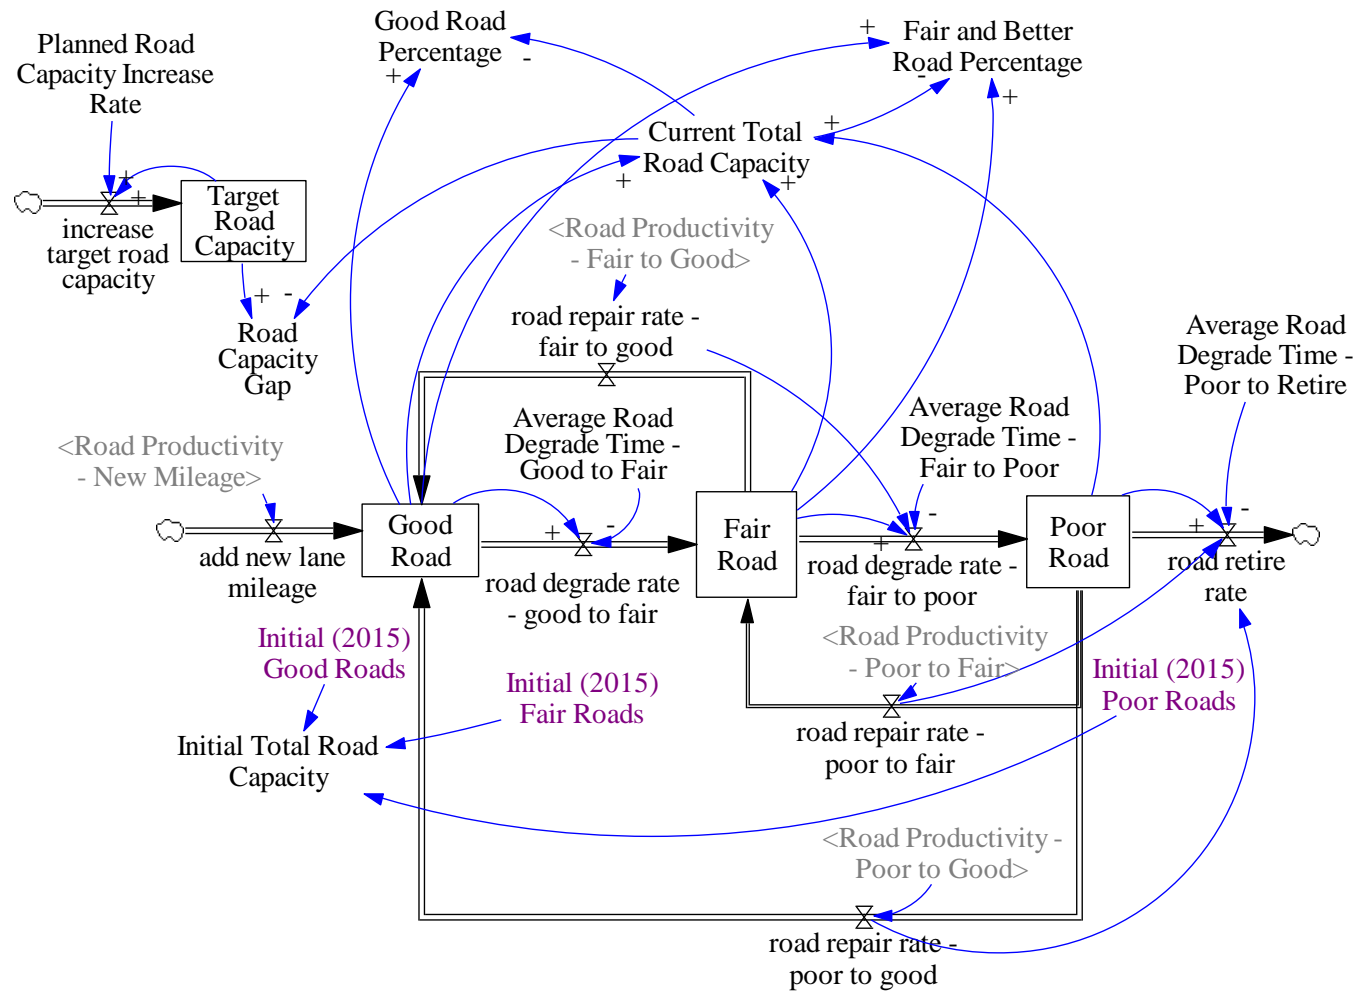 Good Road
Percentage
Fair and Better
Road Percentage
Planned Road
Capacity Increase
Rate
Current Total
Road Capacity
Target
Road
Capacity
increase
target road
capacity
<Road Productivity
- Fair to Good>
road repair rate -
fair to good
Road
Capacity
Gap
Average Road
Degrade Time -
Poor to Retire
Average Road
Degrade Time -
Good to Fair
Average Road
Degrade Time -
Fair to Poor
<Road Productivity
- New Mileage>
Good
Road
Fair
Road
Poor
Road
add new lane
mileage
road degrade rate
- good to fair
road degrade rate -
fair to poor
road retire
rate
Initial (2015)
Good Roads
Initial (2015)
Fair Roads
<Road Productivity
- Poor to Fair>
Initial (2015)
Poor Roads
Initial Total Road
Capacity
road repair rate -
poor to fair
<Road Productivity -
Poor to Good>
road repair rate -
poor to good